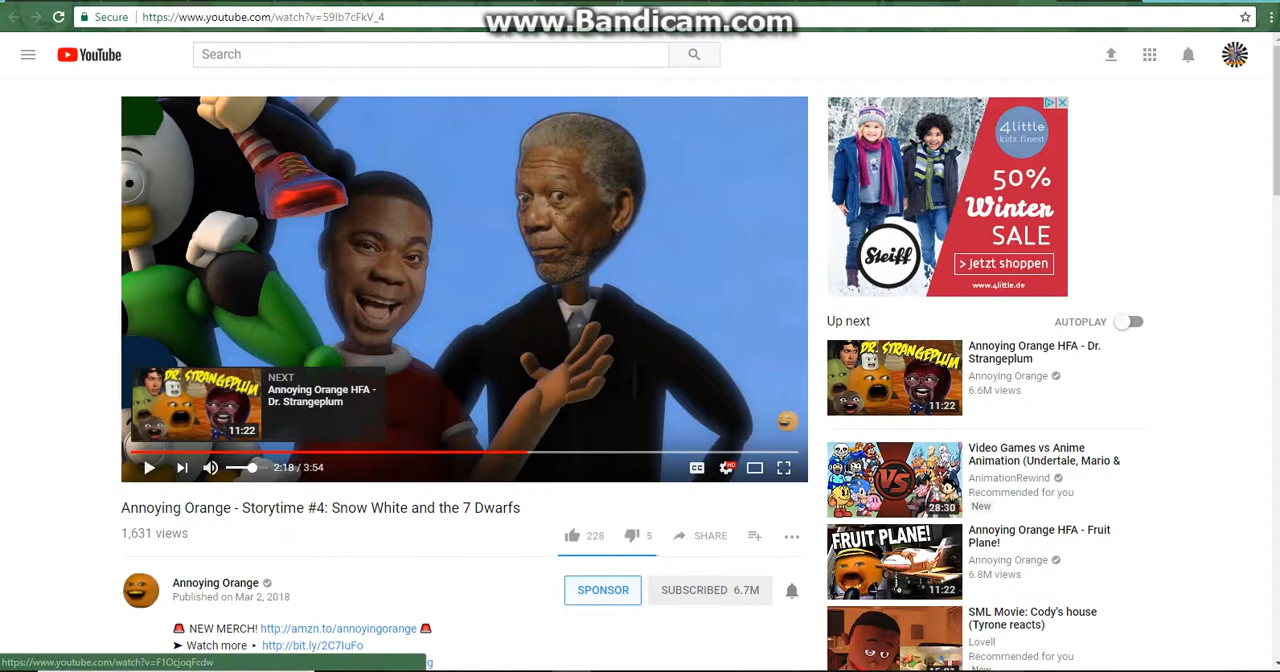 Secure
https://www.youtube.com/watch?v=59Ib7cFkV_4
www.Bandicam.com
YouTube
Search
4little
kids finest
50%
Winter
SALE
Steiff
> Jetzt shoppen
www.4little.de
NEXT
Annoying Orange HFA -
Dr. Strangeplum
DR. STRANGEPLUM
11:22
2:18 / 3:54
CC
HD
Up next
AUTOPLAY
DR. STRANGEPLUM
11:22
Annoying Orange HFA - Dr.
Strangeplum
Annoying Orange
6.6M views
VS
28:30
Video Games vs Anime
Animation (Undertale, Mario &
AnimationRewind
Recommended for you
New
FRUIT PLANE!
11:22
Annoying Orange HFA - Fruit
Plane!
Annoying Orange
6.8M views
SML Movie: Cody's house
(Tyrone reacts)
Lovell
Recommended for you
Annoying Orange - Storytime #4: Snow White and the 7 Dwarfs
1,631 views
228
5
SHARE
Annoying Orange
Published on Mar 2, 2018
SPONSOR
SUBSCRIBED 6.7M
🚨 NEW MERCH! http://amzn.to/annoyingorange 🚨
➤ Watch more ‣ http://bit.ly/2C7IuFo
https://www.youtube.com/watch?v=F1OcjoqFcdw